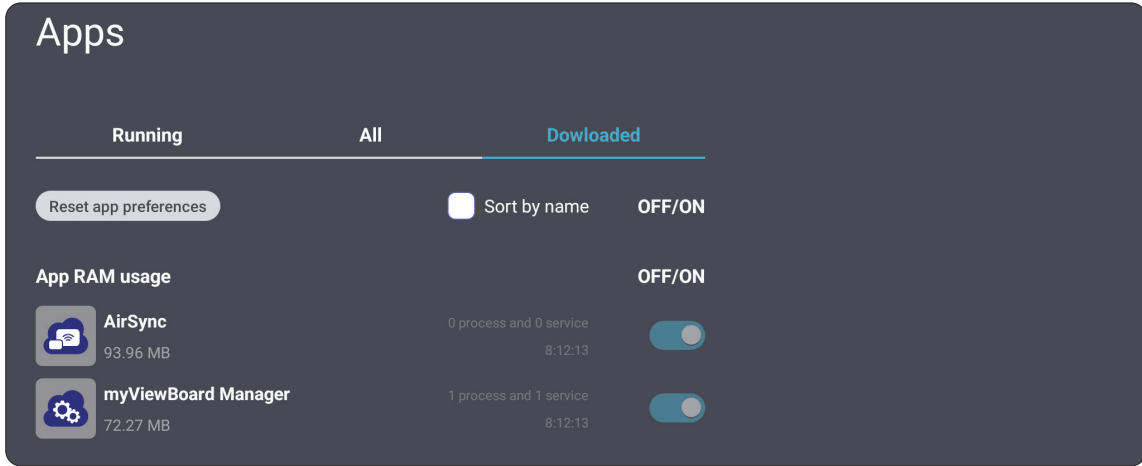 Apps
Running All Dowloaded
Reset app preferences Sort by name OFF/ON
App RAM usage OFF/ON
AirSync 0 process and 0 service
93.96 MB 8:12:13
myViewBoard Manager 1 process and 1 service
72.27 MB 8:12:13